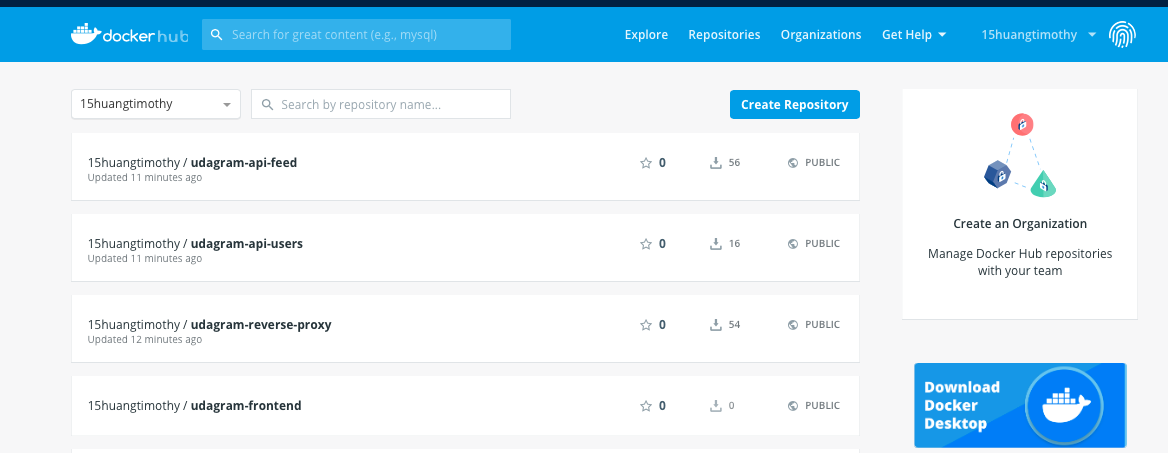 docker hub
Search for great content (e.g., mysql)
Explore
Repositories
Organizations
Get Help
15huangtimothy
15huangtimothy
Search by repository name...
Create Repository
15huangtimothy / udagram-api-feed
Updated 11 minutes ago
0
56
PUBLIC
15huangtimothy / udagram-api-users
Updated 11 minutes ago
0
16
PUBLIC
15huangtimothy / udagram-reverse-proxy
Updated 12 minutes ago
0
54
PUBLIC
15huangtimothy / udagram-frontend
0
0
PUBLIC
Create an Organization
Manage Docker Hub repositories
with your team
Download
Docker
Desktop